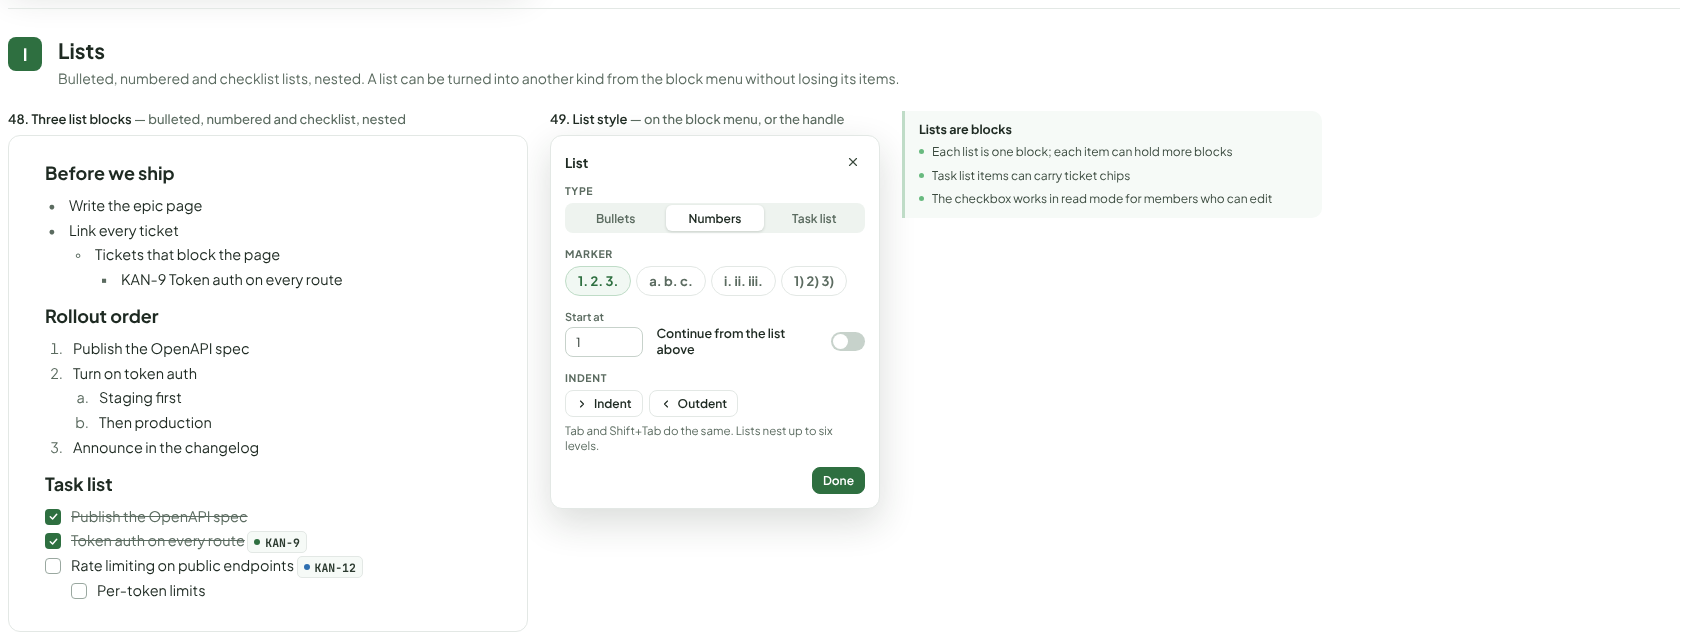 I
Lists
Bulleted, numbered and checklist lists, nested. A list can be turned into another kind from the block menu without losing its items.
48. Three list blocks — bulleted, numbered and checklist, nested
Before we ship
• Write the epic page
• Link every ticket
◦ Tickets that block the page
▪ KAN-9 Token auth on every route
Rollout order
1. Publish the OpenAPI spec
2. Turn on token auth
a. Staging first
b. Then production
3. Announce in the changelog
Task list
Publish the OpenAPI spec
Token auth on every route KAN-9
Rate limiting on public endpoints KAN-12
Per-token limits
49. List style — on the block menu, or the handle
List
TYPE
Bullets Numbers Task list
MARKER
1. 2. 3. a. b. c. i. ii. iii. 1) 2) 3)
Start at
1
Continue from the list
above
INDENT
Indent Outdent
Tab and Shift+Tab do the same. Lists nest up to six
levels.
Done
Lists are blocks
• Each list is one block; each item can hold more blocks
• Task list items can carry ticket chips
• The checkbox works in read mode for members who can edit